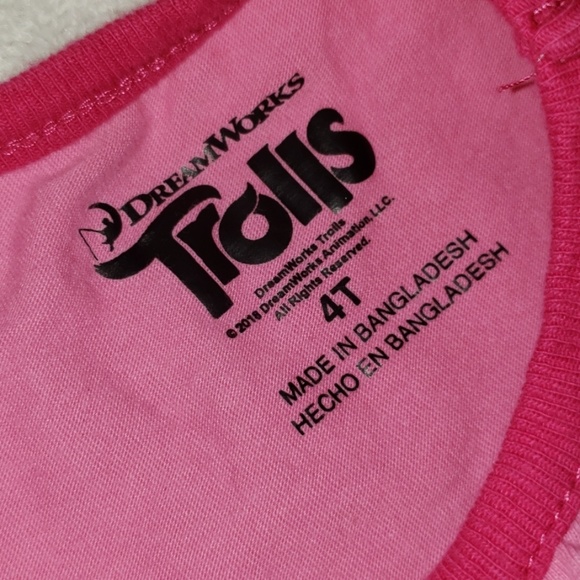 DREAMWORKS
Trolls
DreamWorks Trolls
©2018 DreamWorks Animation, LLC.
All Rights Reserved.
4T
MADE IN BANGLADESH
HECHO EN BANGLADESH